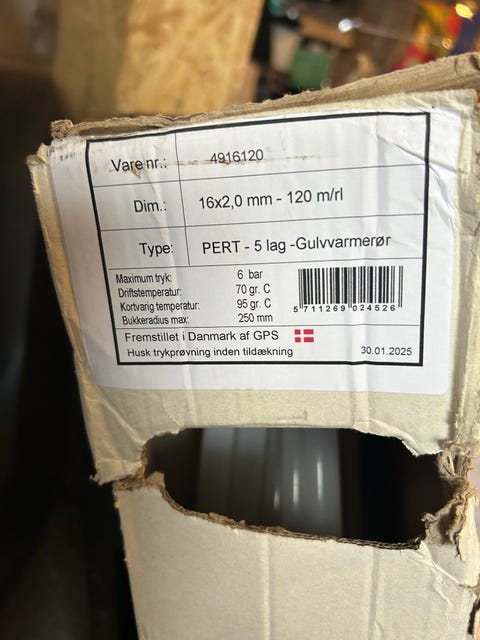 Vare nr.: 4916120
Dim.: 16x2,0 mm - 120 m/rl
Type: PERT - 5 lag -Gulvvarmerør
Maximum tryk: 6 bar
Driftstemperatur: 70 gr. C
Kortvarig temperatur: 95 gr. C
Bukkeradius max: 250 mm
5 711269 024526
Fremstillet i Danmark af GPS
Husk trykprøvning inden tildækning 30.01.2025